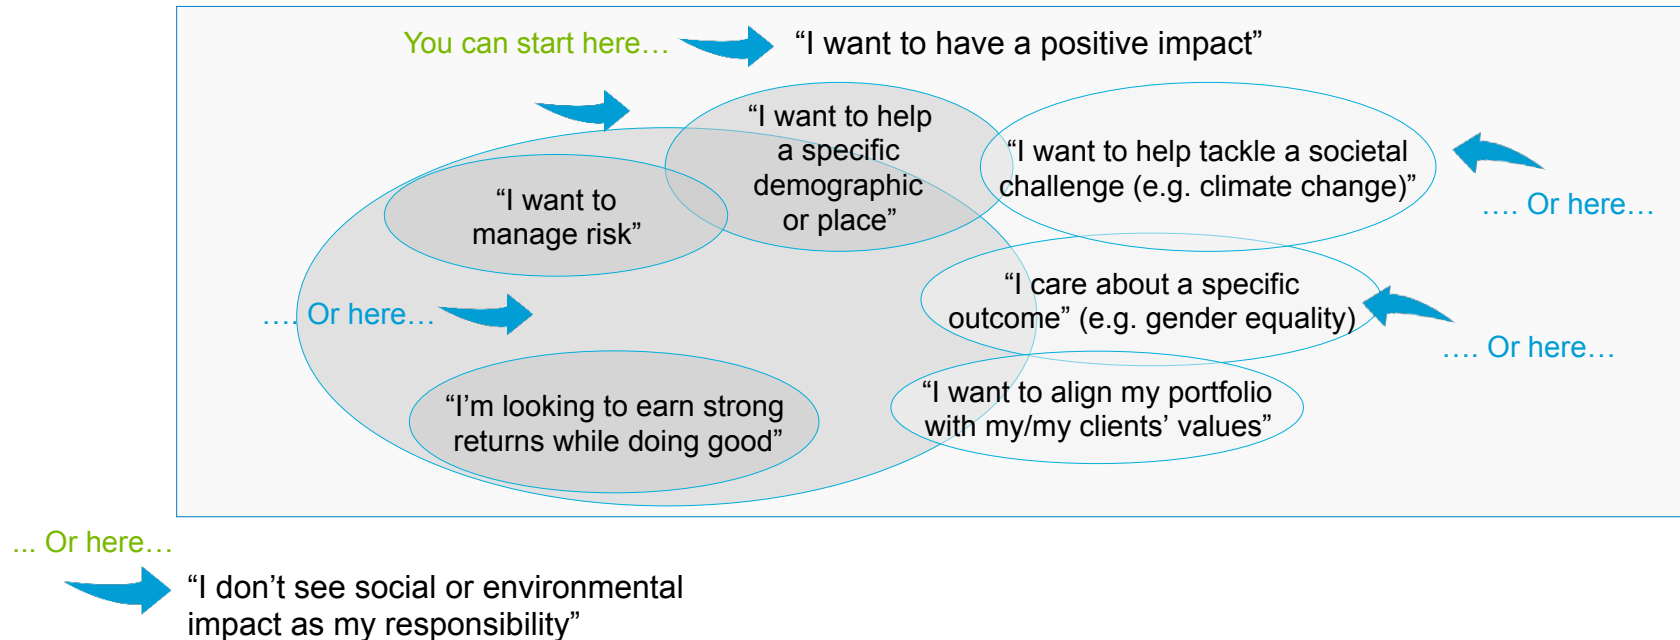 You can start here…
“I want to have a positive impact”
“I want to help
a specific
demographic
or place”
“I want to help tackle a societal
challenge (e.g. climate change)”
…. Or here…
“I want to
manage risk”
“I care about a specific
outcome” (e.g. gender equality)
…. Or here…
…. Or here…
“I’m looking to earn strong
returns while doing good”
“I want to align my portfolio
with my/my clients’ values”
... Or here…
“I don’t see social or environmental
impact as my responsibility”